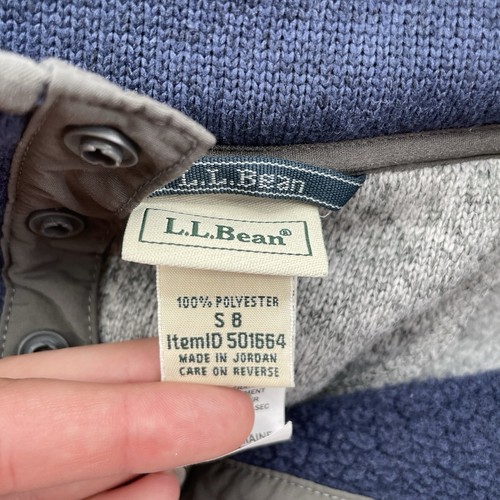 L.L.Bean
L.L.Bean®
100% POLYESTER
S 8
ItemID 501664
MADE IN JORDAN
CARE ON REVERSE